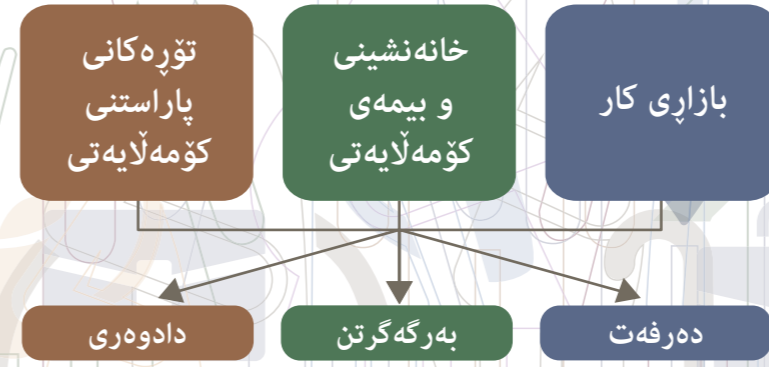 بازاڕی کار
خانەنشینی
و بیمەی
کۆمەڵایەتی
تۆڕەکانی
پاراستنی
کۆمەڵایەتی
دەرفەت
بەرگەگرتن
دادوەری